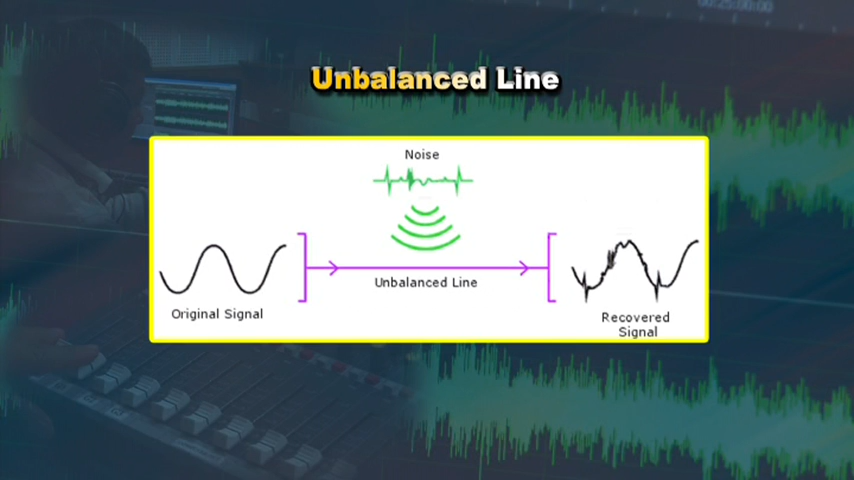 Unbalanced Line
Noise
Unbalanced Line
Original Signal
Recovered
Signal